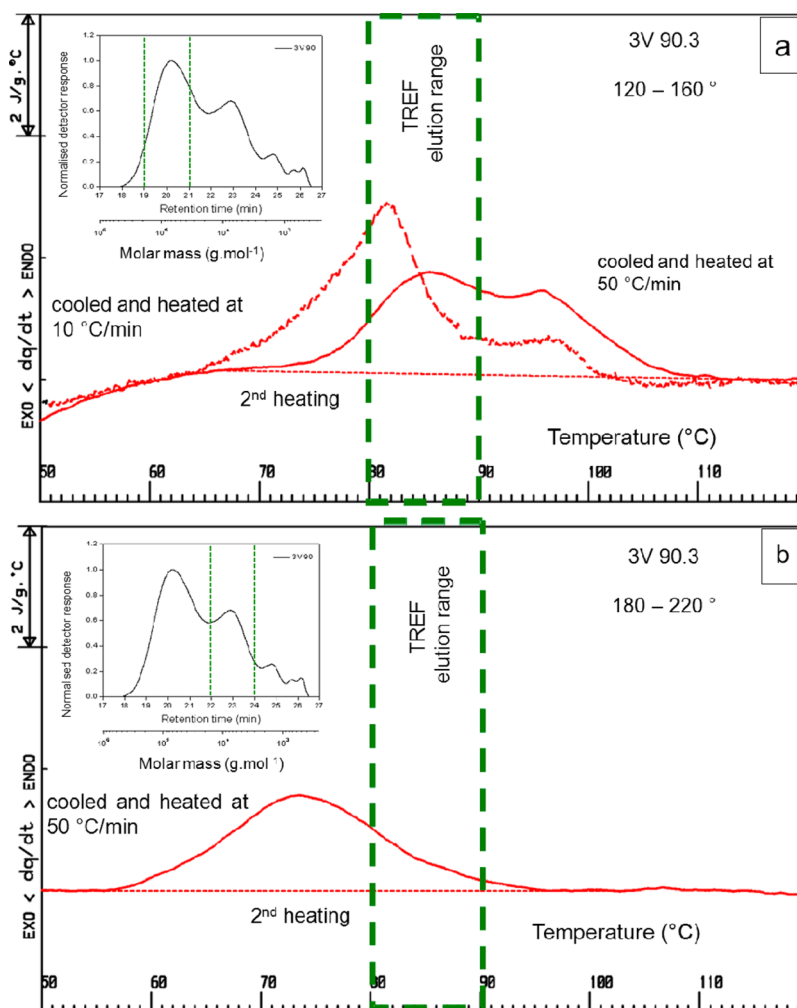 2 J/g.°C
3V 90.3
a
120 – 160 °
TREF
elution range
Normalised detector response
1.2
1.0
0.8
0.6
0.4
0.2
0.0
3V90
17 18 19 20 21 22 23 24 25 26 27
Retention time (min)
Molar mass (g.mol-1)
cooled and heated at
50 °C/min
cooled and heated at
10 °C/min
EXO < dq/dt > ENDO
2nd heating
Temperature (°C)
50 60 70 80 90 100 110
2 J/g.°C
3V 90.3
b
180 – 220 °
TREF
elution range
Normalised detector response
1.2
1.0
0.8
0.6
0.4
0.2
0.0
3V90
17 18 19 20 21 22 23 24 25 26 27
Retention time (min)
10⁶ 10⁵ 10⁴ 10³
Molar mass (g.mol-1)
cooled and heated at
50 °C/min
EXO < dq/dt > ENDO
2nd heating
Temperature (°C)
50 60 70 80 90 100 110